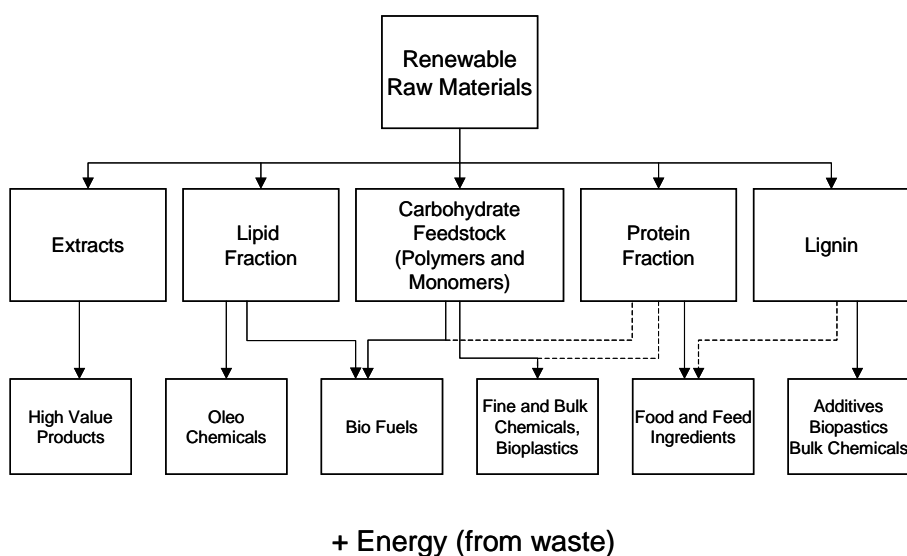 Renewable
Raw Materials
Extracts
Lipid
Fraction
Carbohydrate
Feedstock
(Polymers and
Monomers)
Protein
Fraction
Lignin
High Value
Products
Oleo
Chemicals
Bio Fuels
Fine and Bulk
Chemicals,
Bioplastics
Food and Feed
Ingredients
Additives
Biopastics
Bulk Chemicals
+ Energy (from waste)